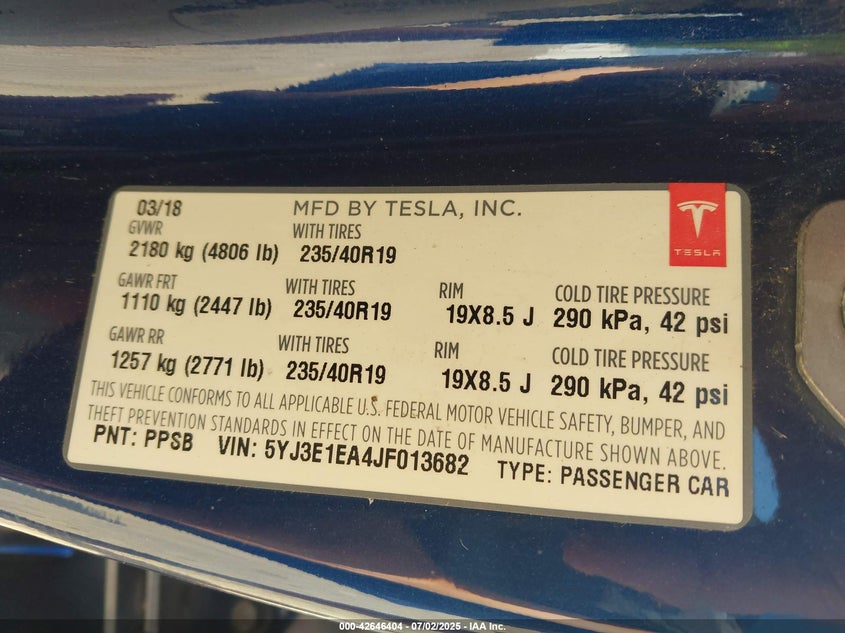 03/18 MFD BY TESLA, INC.
GVWR WITH TIRES
2180 kg (4806 lb) 235/40R19
TESLA
GAWR FRT WITH TIRES RIM COLD TIRE PRESSURE
1110 kg (2447 lb) 235/40R19 19X8.5 J 290 kPa, 42 psi
GAWR RR WITH TIRES RIM COLD TIRE PRESSURE
1257 kg (2771 lb) 235/40R19 19X8.5 J 290 kPa, 42 psi
THIS VEHICLE CONFORMS TO ALL APPLICABLE U.S. FEDERAL MOTOR VEHICLE SAFETY, BUMPER, AND
THEFT PREVENTION STANDARDS IN EFFECT ON THE DATE OF MANUFACTURE SHOWN ABOVE.
PNT: PPSB VIN: 5YJ3E1EA4JF013682 TYPE: PASSENGER CAR
000-42646404 - 07/02/2025 - IAA Inc.